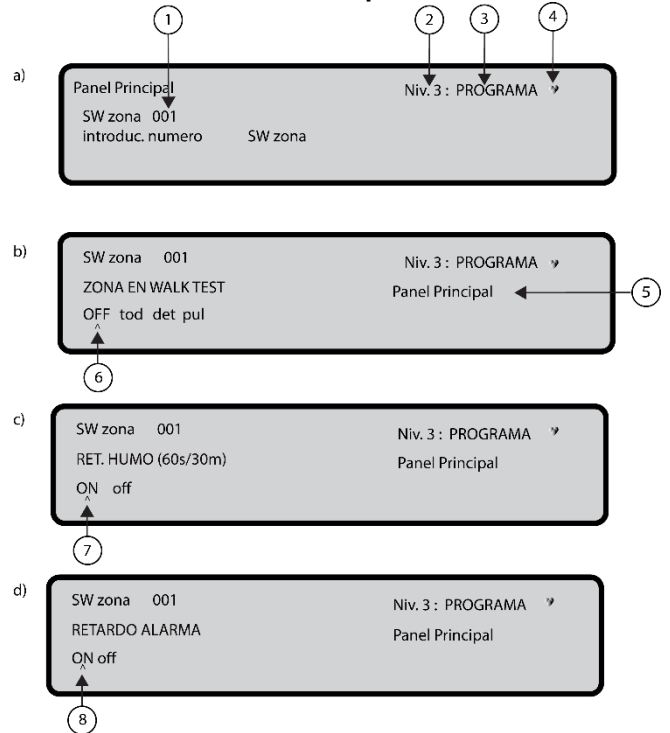 1 2 3 4
a)
Panel Principal Niv. 3 : PROGRAMA
SW zona 001
introduc. numero SW zona
b)
SW zona 001 Niv. 3 : PROGRAMA
ZONA EN WALK TEST Panel Principal 5
OFF tod det pul
^
6
c)
SW zona 001 Niv. 3 : PROGRAMA
RET. HUMO (60s/30m) Panel Principal
ON off
^
7
d)
SW zona 001 Niv. 3 : PROGRAMA
RETARDO ALARMA Panel Principal
ON off
^
8